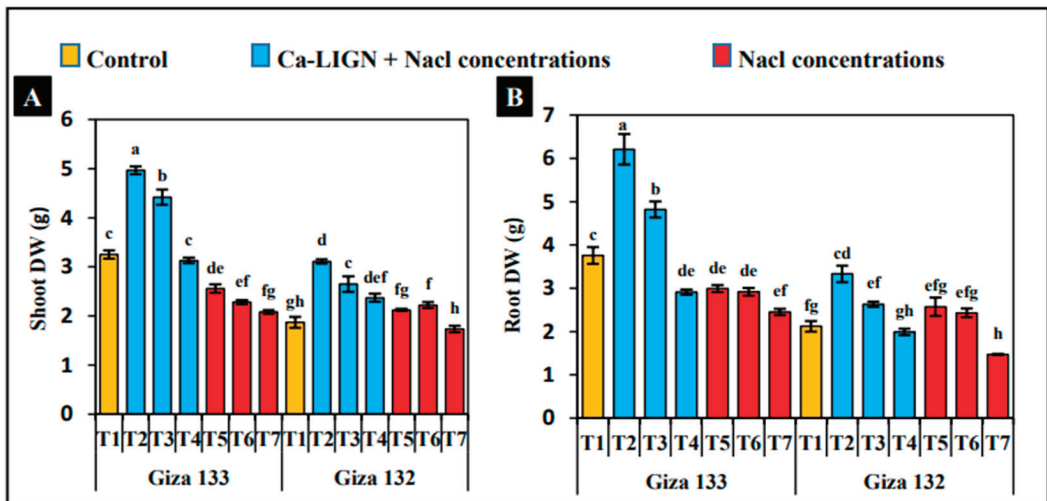 Control Ca-LIGN + Nacl concentrations Nacl concentrations
A
Shoot DW (g)
6
5
4
3
2
1
0
c a b c de ef fg gh d c def fg f h
T1 T2 T3 T4 T5 T6 T7 T1 T2 T3 T4 T5 T6 T7
Giza 133 Giza 132
B
Root DW (g)
7
6
5
4
3
2
1
0
c a b de de de ef fg cd ef gh efg efg h
T1 T2 T3 T4 T5 T6 T7 T1 T2 T3 T4 T5 T6 T7
Giza 133 Giza 132